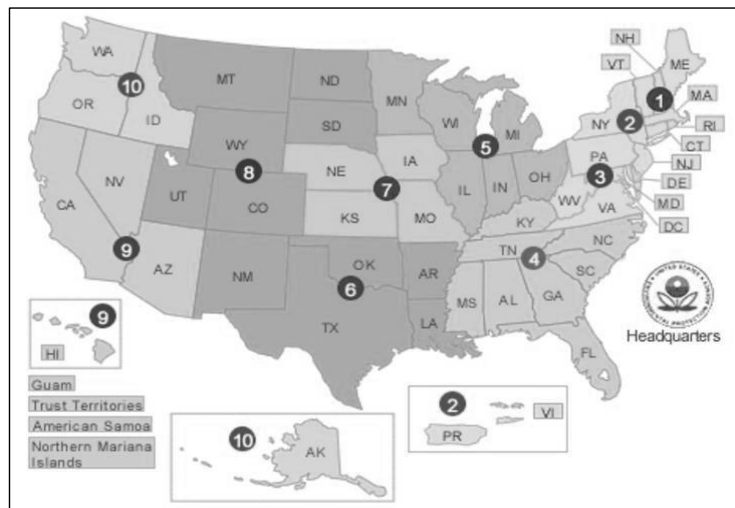 NH
WA
VT
ME
10
MT
ND
MN
1
MA
OR
ID
WI
MI
NY
2
RI
SD
5
CT
WY
PA
NJ
8
NE
IA
3
DE
NV
7
IL
IN
OH
WV
MD
UT
CO
VA
CA
KS
MO
KY
DC
9
TN
NC
4
OK
AR
SC
AZ
NM
6
MS
AL
GA
9
TX
LA
Headquarters
HI
FL
Guam
Trust Territories
2
VI
American Samoa
10
PR
Northern Mariana
Islands
AK